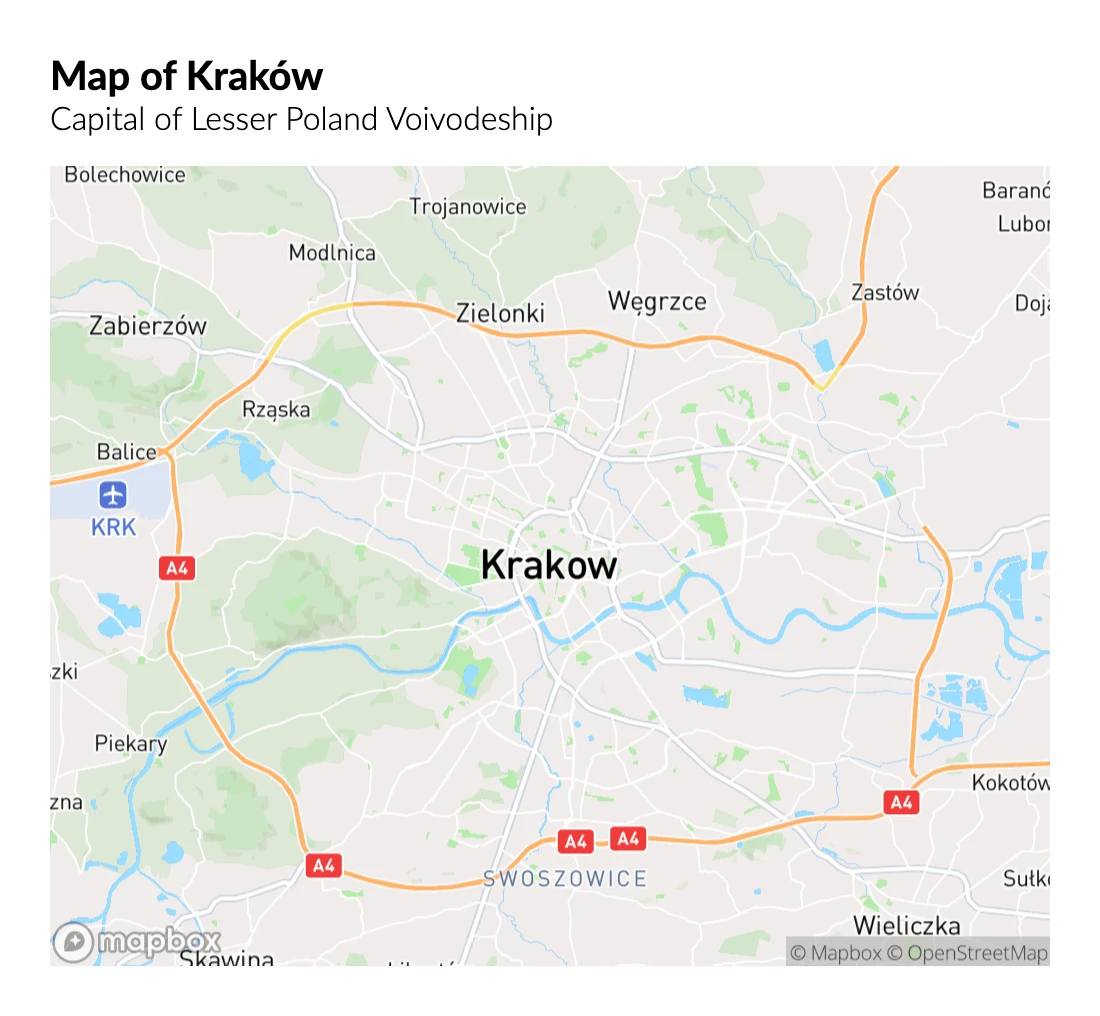 Map of Kraków
Capital of Lesser Poland Voivodeship
Bolechowice
Baranó
Trojanowice
Lubor
Modlnica
Zastów
Węgrzce
Doja
Zielonki
Zabierzów
Rząska
Balice
KRK
Krakow
A4
zki
Piekary
Kokotów
zna
A4
A4
A4
A4
SWOSZOWICE
Sułko
Wieliczka
mapbox
© Mapbox © OpenStreetMap
Skawina